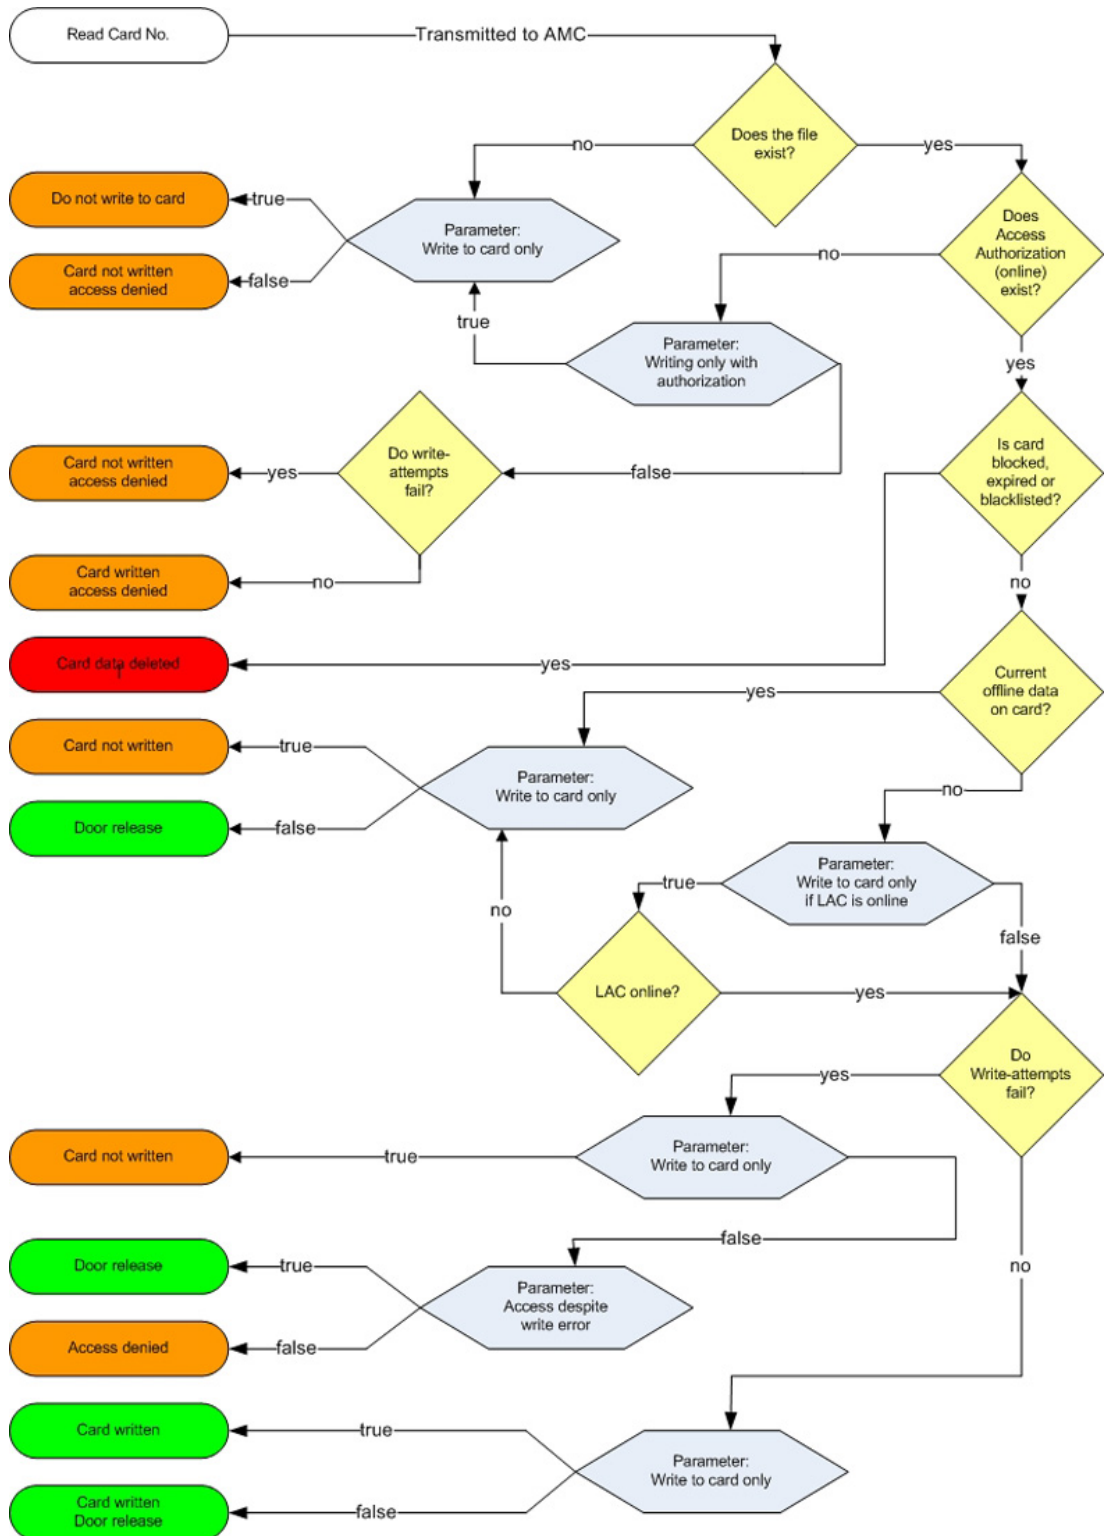 Read Card No.
Transmitted to AMC
Does the file
exist?
no
yes
Do not write to card
true
Parameter:
Write to card only
Does
Access
Authorization
(online)
exist?
Card not written
access denied
false
no
true
Parameter:
Writing only with
authorization
yes
Card not written
access denied
yes
Do write-
attempts
fail?
false
Is card
blocked,
expired or
blacklisted?
Card written
access denied
no
no
Card data deleted
yes
Current
offline data
on card?
yes
Card not written
true
Parameter:
Write to card only
no
Door release
false
Parameter:
Write to card only
if LAC is online
true
no
false
LAC online?
yes
Do
Write-attempts
fail?
yes
Card not written
true
Parameter:
Write to card only
false
Door release
true
Parameter:
Access despite
write error
no
Access denied
false
Card written
true
Parameter:
Write to card only
Card written
Door release
false